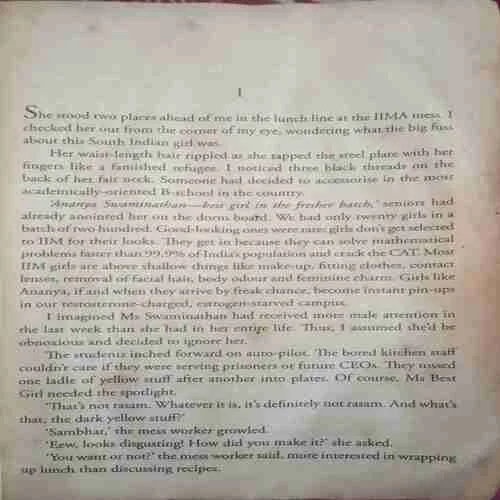 1
She stood two places ahead of me in the lunch line at the IIMA mess. I
checked her out from the corner of my eye, wondering what the big fuss
about this South Indian girl was.
Her waist-length hair rippled as she tapped the steel plate with her
fingers like a famished refugee. I noticed three black threads on the
back of her fair neck. Someone had decided to accessorise in the most
academically-oriented B-school in the country.
'Ananya Swaminathan—best girl in the fresher batch,' seniors had
already anointed her on the dorm board. We had only twenty girls in a
batch of two hundred. Good-looking ones were rare; girls don't get selected
to IIM for their looks. They get in because they can solve mathematical
problems faster than 99.9% of India's population and crack the CAT. Most
IIM girls are above shallow things like make-up, fitting clothes, contact
lenses, removal of facial hair, body odour and feminine charm. Girls like
Ananya, if and when they arrive by freak chance, become instant pin-ups
in our testosterone-charged, estrogen-starved campus.
I imagined Ms Swaminathan had received more male attention in
the last week than she had in her entire life. Thus, I assumed she'd be
obnoxious and decided to ignore her.
The students inched forward on auto-pilot. The bored kitchen staff
couldn't care if they were serving prisoners or future CEOs. They tossed
one ladle of yellow stuff after another into plates. Of course, Ms Best
Girl needed the spotlight.
'That's not rasam. Whatever it is, it's definitely not rasam. And what's
that, the dark yellow stuff?'
'Sambhar,' the mess worker growled.
'Eew, looks disgusting! How did you make it?' she asked.
'You want or not?' the mess worker said, more interested in wrapping
up lunch than discussing recipes.